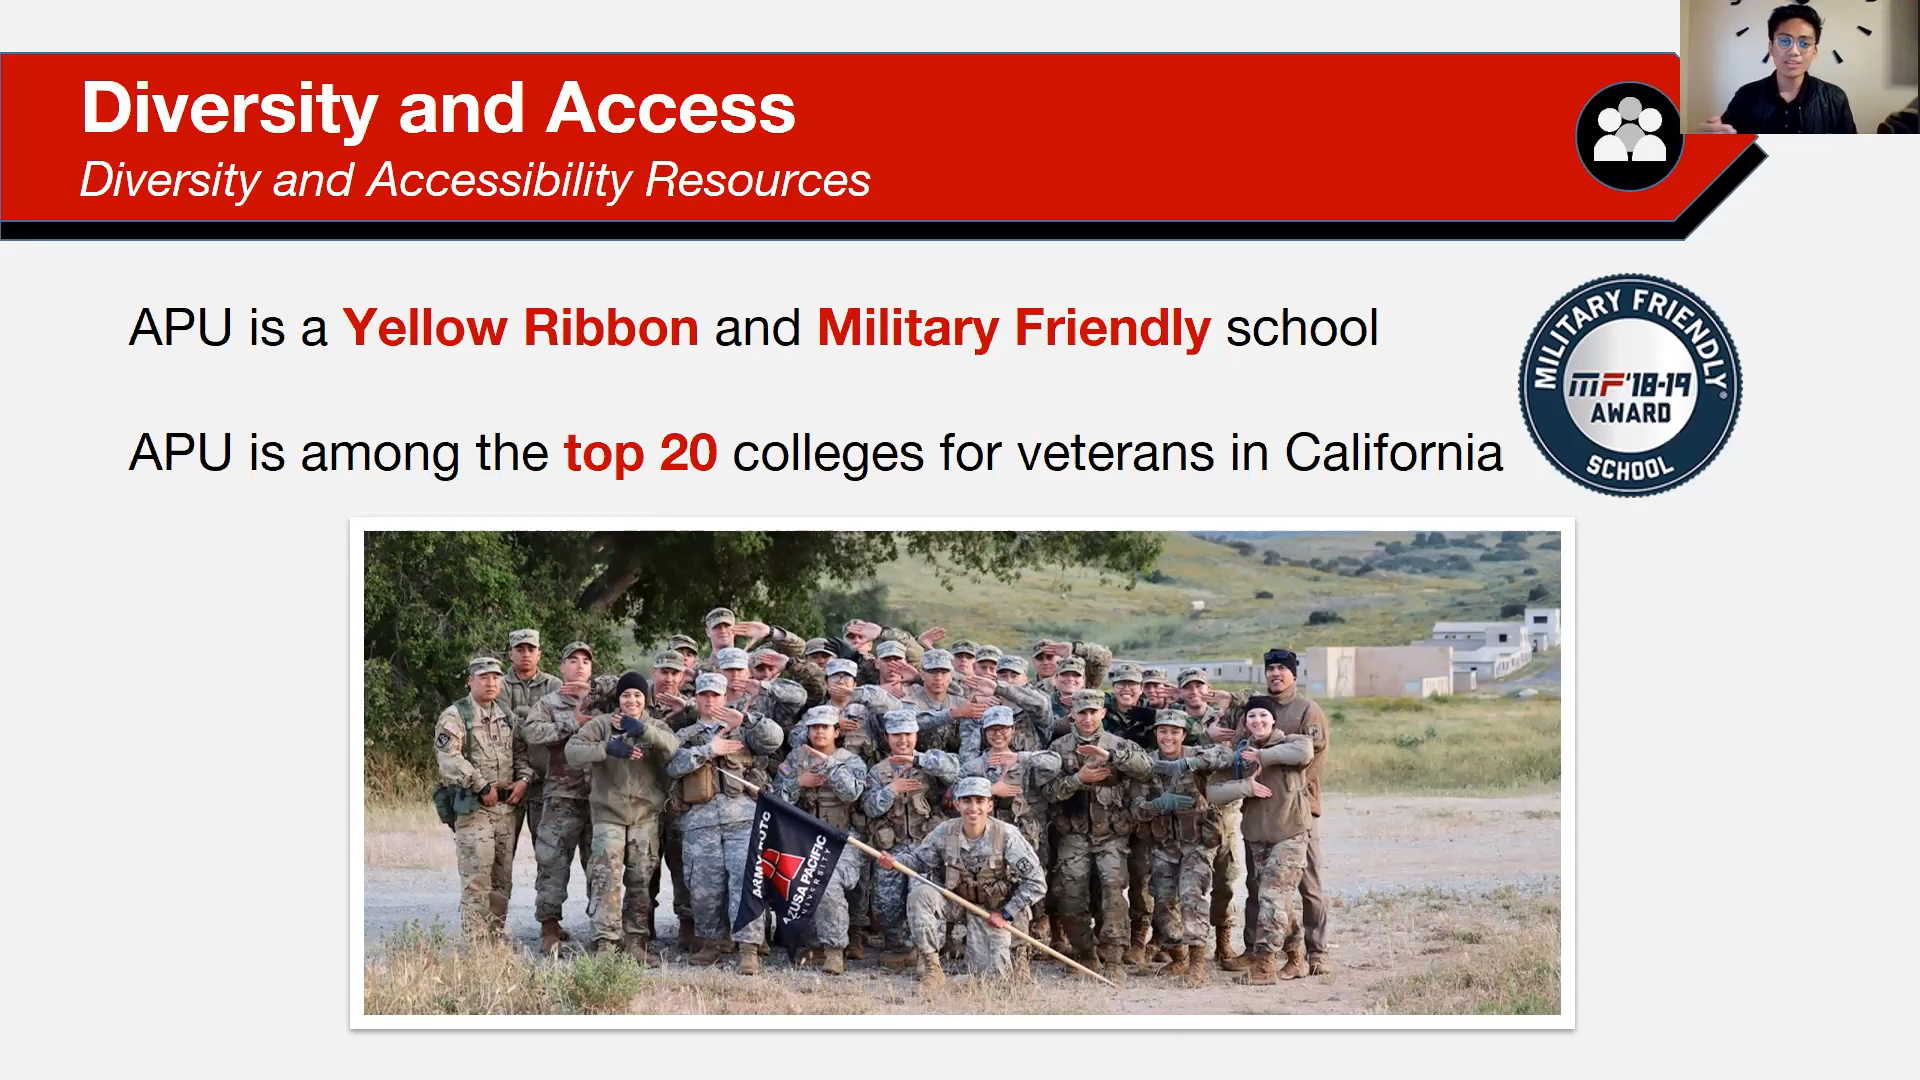 Diversity and Access
Diversity and Accessibility Resources
APU is a Yellow Ribbon and Military Friendly school
APU is among the top 20 colleges for veterans in California
MILITARY FRIENDLY®
MF'18-19
AWARD
SCHOOL
ARMY ROTC
AZUSA PACIFIC
UNIVERSITY